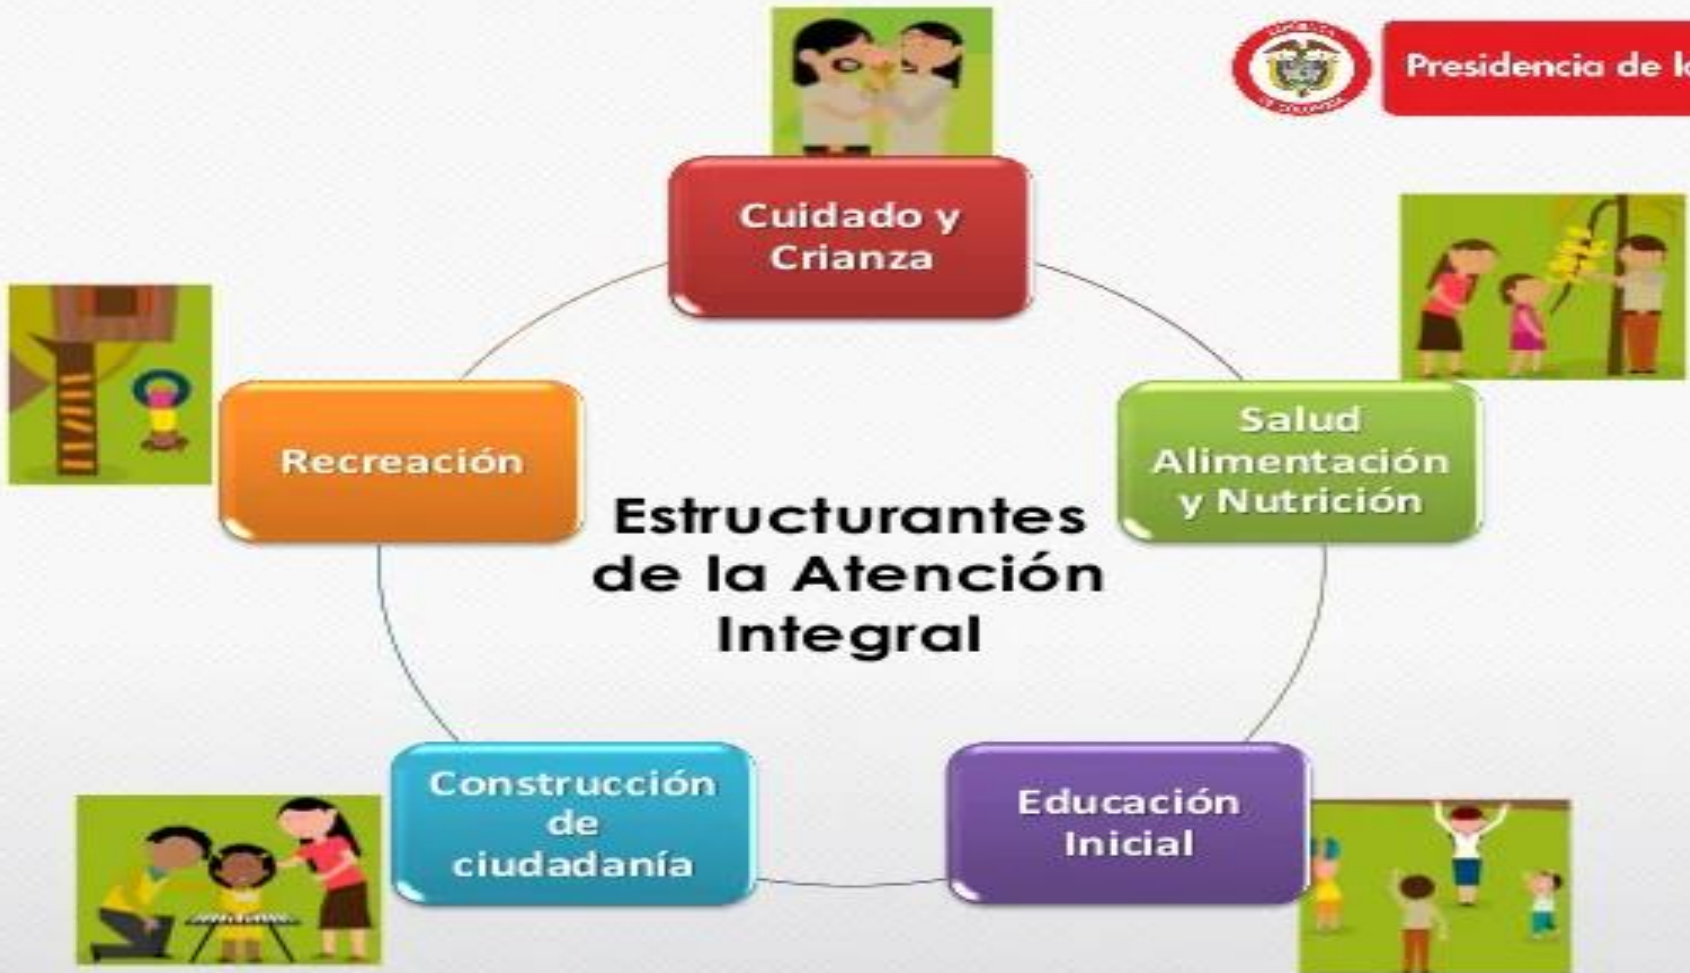 Presidencia de
Cuidado y
Crianza
Salud
Alimentación
y Nutrición
Recreación
Estructurantes
de la Atención
Integral
Construcción
de
ciudadanía
Educación
Inicial